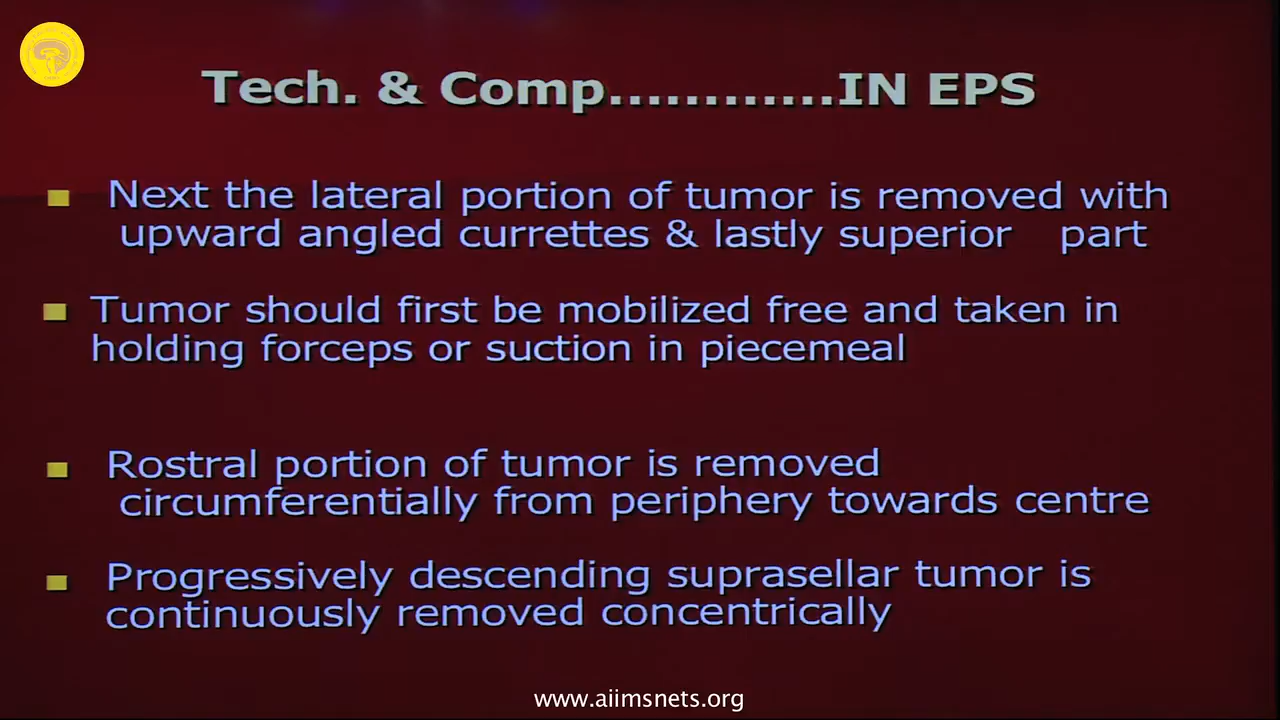 Tech. & Comp............IN EPS
Next the lateral portion of tumor is removed with
upward angled currettes & lastly superior part
Tumor should first be mobilized free and taken in
holding forceps or suction in piecemeal
Rostral portion of tumor is removed
circumferentially from periphery towards centre
Progressively descending suprasellar tumor is
continuously removed concentrically
www.aiimsnets.org